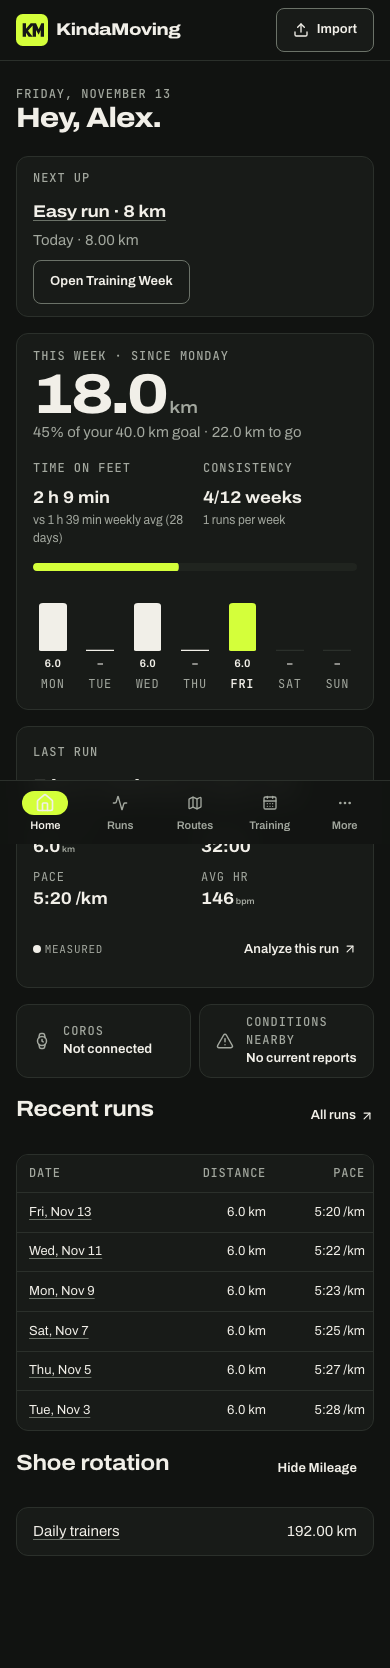 KM KindaMoving
Import
FRIDAY, NOVEMBER 13
Hey, Alex.
NEXT UP
Easy run · 8 km
Today · 8.00 km
Open Training Week
THIS WEEK · SINCE MONDAY
18.0 km
45% of your 40.0 km goal · 22.0 km to go
TIME ON FEET
2 h 9 min
vs 1 h 39 min weekly avg (28
days)
CONSISTENCY
4/12 weeks
1 runs per week
6.0 – 6.0 – 6.0 – –
MON TUE WED THU FRI SAT SUN
LAST RUN
Home Runs Routes Training More
6.0 km 32:00
PACE AVG HR
5:20 /km 146 bpm
MEASURED Analyze this run
COROS
Not connected
CONDITIONS
NEARBY
No current reports
Recent runs All runs
DATE DISTANCE PACE
Fri, Nov 13 6.0 km 5:20 /km
Wed, Nov 11 6.0 km 5:22 /km
Mon, Nov 9 6.0 km 5:23 /km
Sat, Nov 7 6.0 km 5:25 /km
Thu, Nov 5 6.0 km 5:27 /km
Tue, Nov 3 6.0 km 5:28 /km
Shoe rotation Hide Mileage
Daily trainers 192.00 km